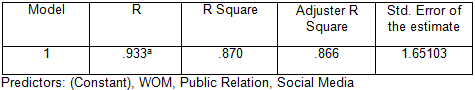 Model R R Square Adjuster R Square Std. Error of the estimate
1 .933a .870 .866 1.65103
Predictors: (Constant), WOM, Public Relation, Social Media